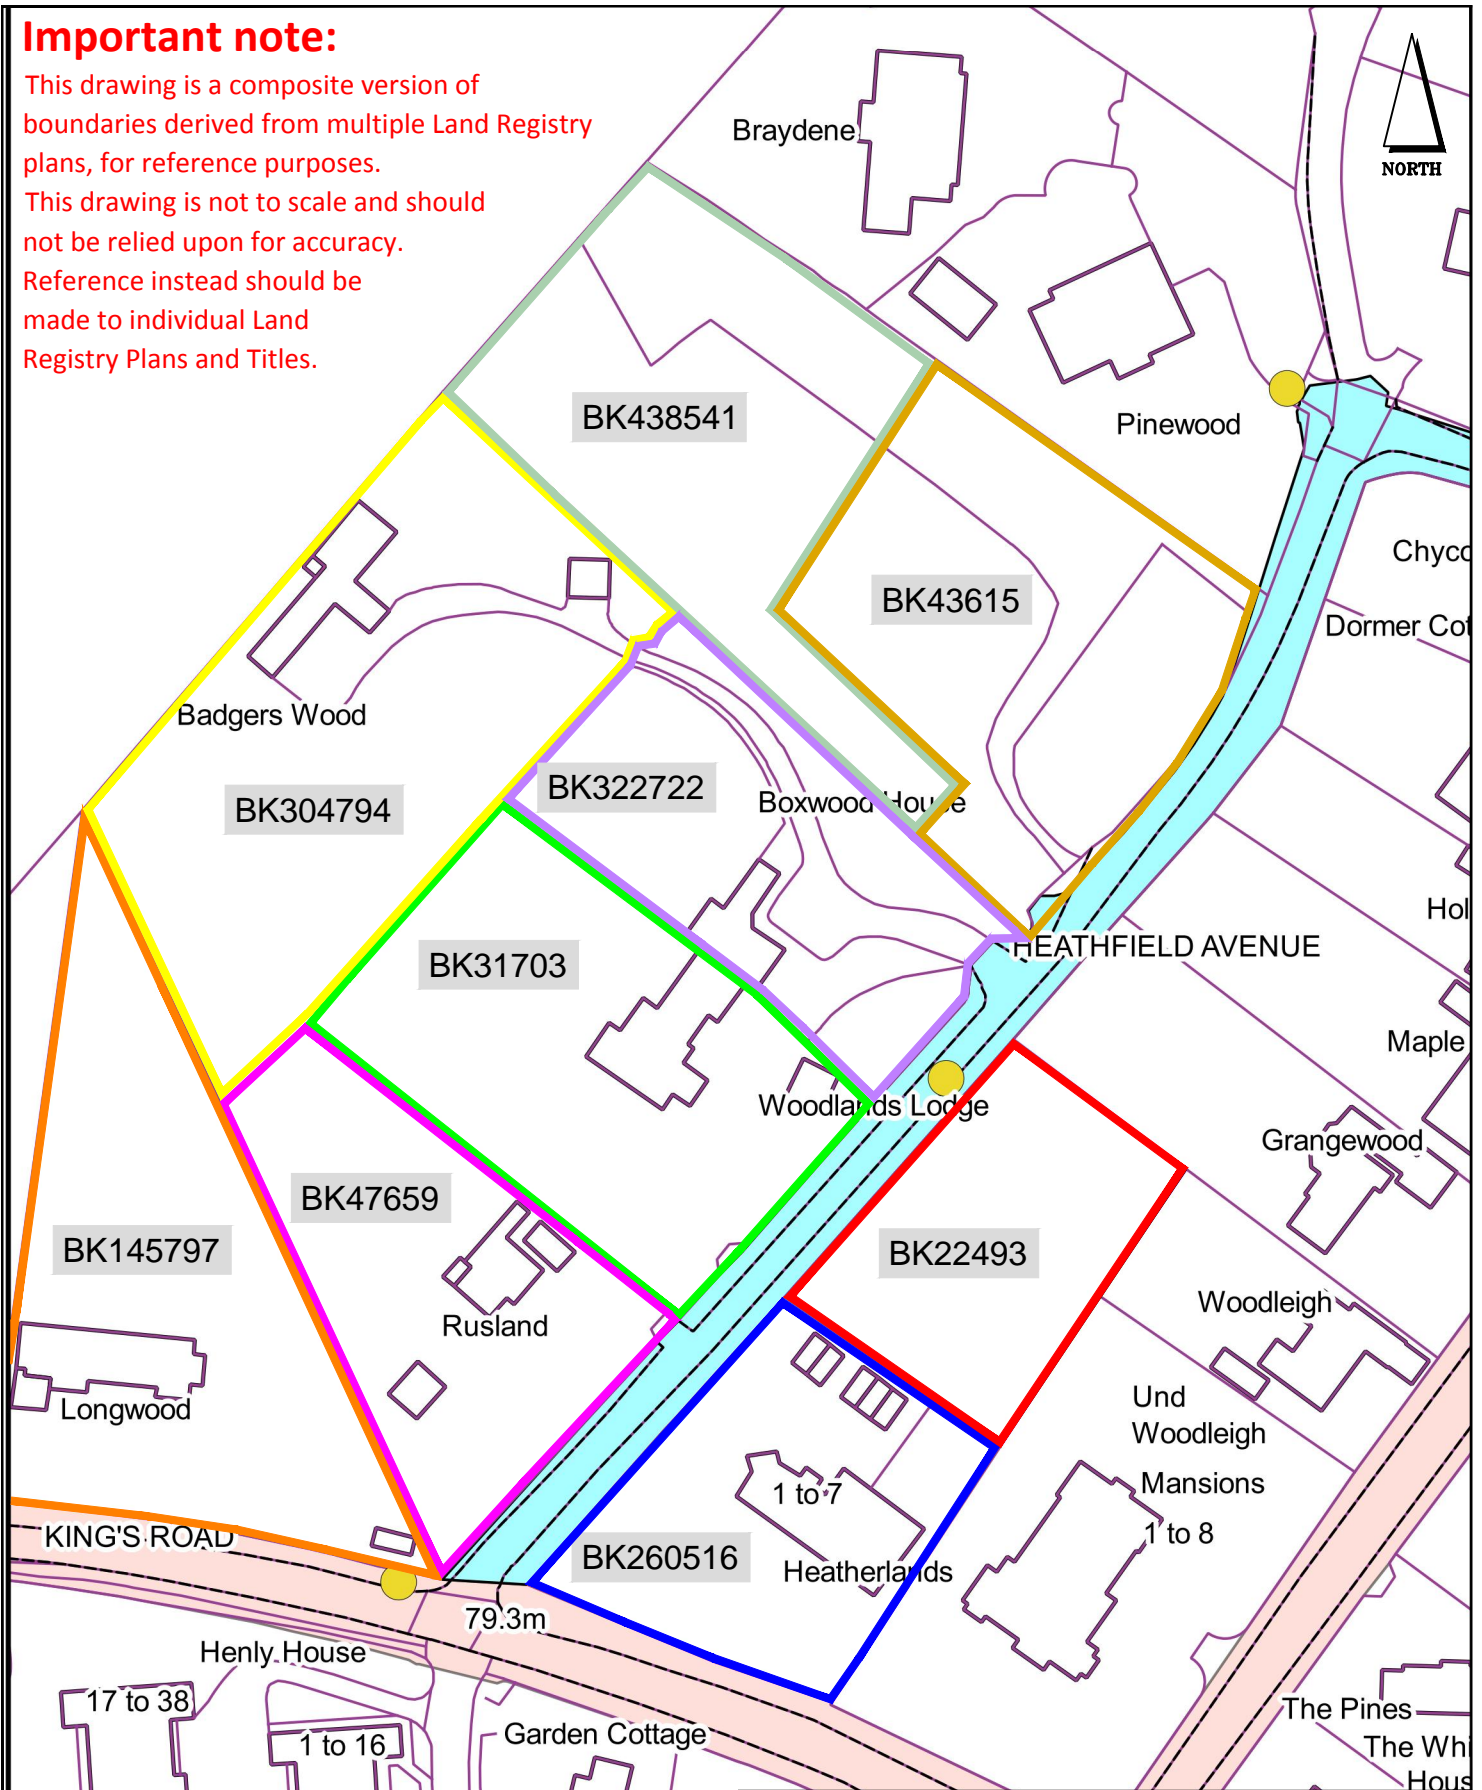 Important note:
This drawing is a composite version of
boundaries derived from multiple Land Registry
plans, for reference purposes.
This drawing is not to scale and should
not be relied upon for accuracy.
Reference instead should be
made to individual Land
Registry Plans and Titles.
NORTH
Braydene
BK438541
Pinewood
Chyco
BK43615
Dormer Cot
Badgers Wood
BK322722
Boxwood House
BK304794
Hol
HEATHFIELD AVENUE
BK31703
Maple
Woodlands Lodge
Grangewood
BK47659
BK145797
BK22493
Woodleigh
Rusland
Longwood
Und
Woodleigh
Mansions
1 to 8
1 to 7
KING'S ROAD
BK260516
Heatherlands
79.3m
Henly House
17 to 38
The Pines
Garden Cottage
1 to 16
The Whi
Hous